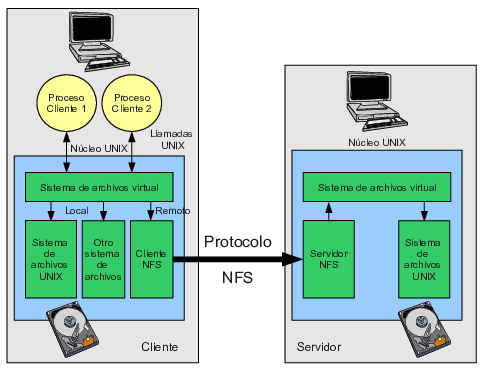 Proceso
Cliente 1
Proceso
Cliente 2
Llamadas
UNIX
Núcleo UNIX
Sistema de archivos virtual
Local
Remoto
Sistema
de
archivos
UNIX
Otro
sistema
de
archivos
Cliente
NFS
Cliente
Protocolo
NFS
Núcleo UNIX
Sistema de archivos virtual
Servidor
NFS
Sistema
de
archivos
UNIX
Servidor